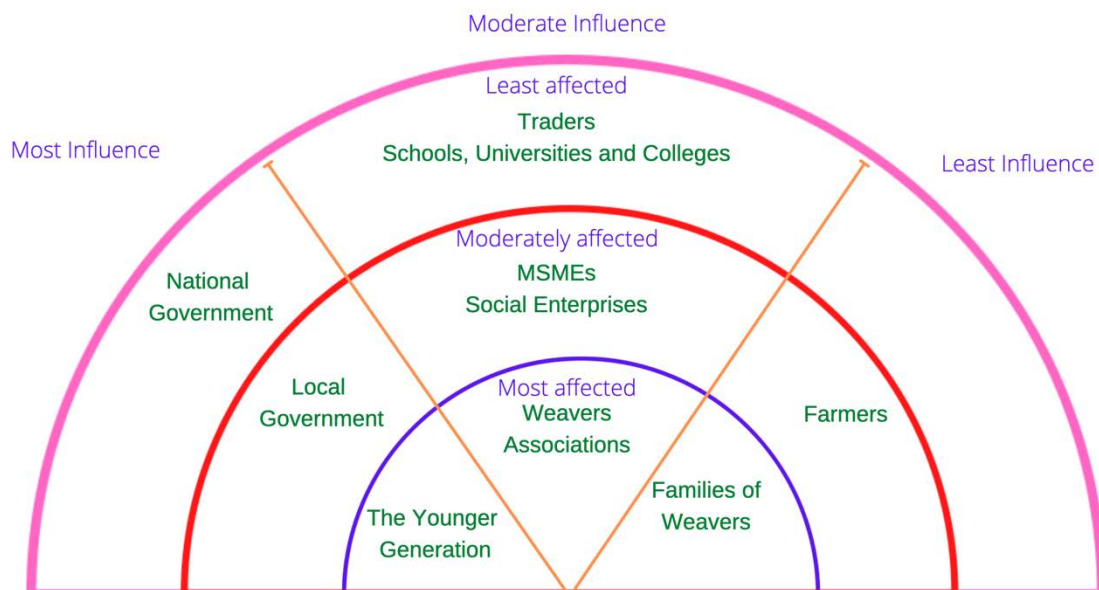 Moderate Influence
Least affected
Traders
Schools, Universities and Colleges
Most Influence
Least Influence
Moderately affected
MSMEs
Social Enterprises
National
Government
Local
Government
Most affected
Weavers
Associations
Farmers
The Younger
Generation
Families of
Weavers